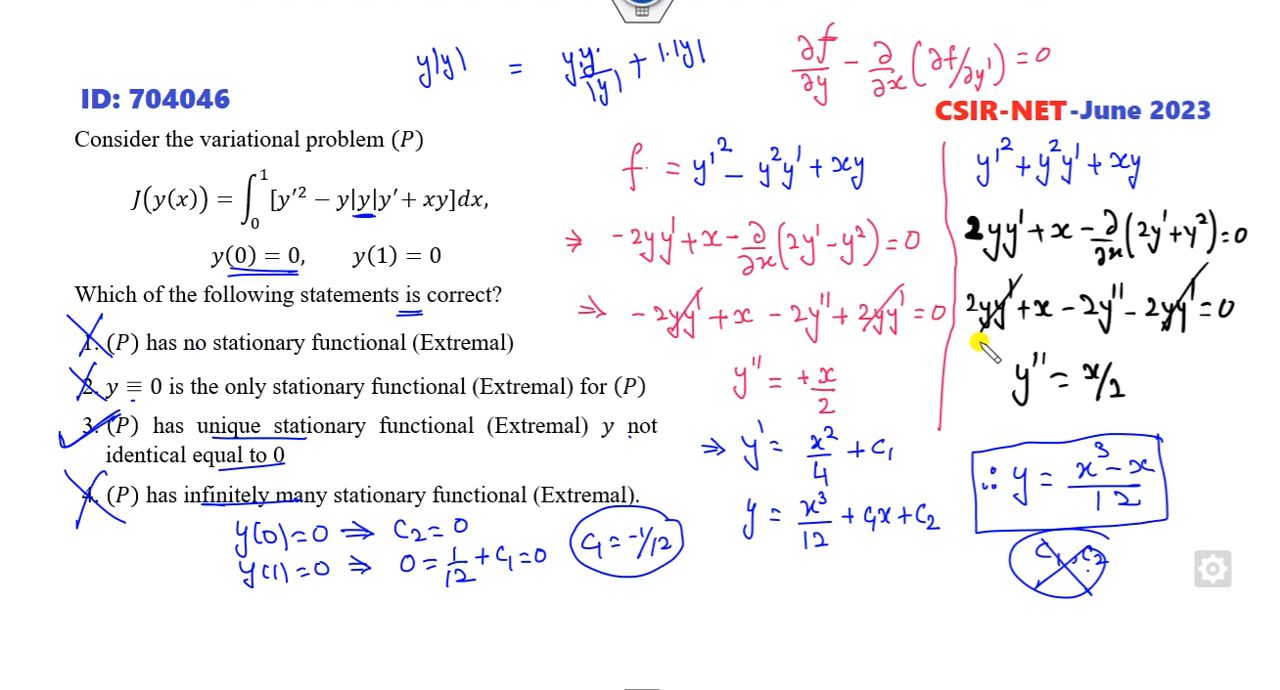 y|y| = yy.y/|y| + 1.|y|
∂f/∂y - ∂/∂x (∂f/∂y') = 0
ID: 704046
CSIR-NET-June 2023
Consider the variational problem (P)
J(y(x)) = ∫₀¹ [y'² − y|y|y' + xy]dx,
y(0) = 0, y(1) = 0
Which of the following statements is correct?
1. (P) has no stationary functional (Extremal)
2. y ≡ 0 is the only stationary functional (Extremal) for (P)
3. (P) has unique stationary functional (Extremal) y not
identical equal to 0
4. (P) has infinitely many stationary functional (Extremal).
y(0)=0 ⇒ C₂=0
y(1)=0 ⇒ 0 = 1/12 + C₁ = 0
C₁ = -1/12
f = y'² - y²y' + xy
⇒ -2yy' + x - ∂/∂x (2y' - y²) = 0
⇒ -2yy' + x - 2y'' + 2yy' = 0
y'' = + x/2
⇒ y' = x²/4 + C₁
y = x³/12 + C₁x + C₂
y'² + y²y' + xy
2yy' + x - ∂/∂x (2y' + y²) = 0
2yy' + x - 2y'' - 2yy' = 0
y'' = x/2
∴ y = x³ - x / 12
C₁, C₂